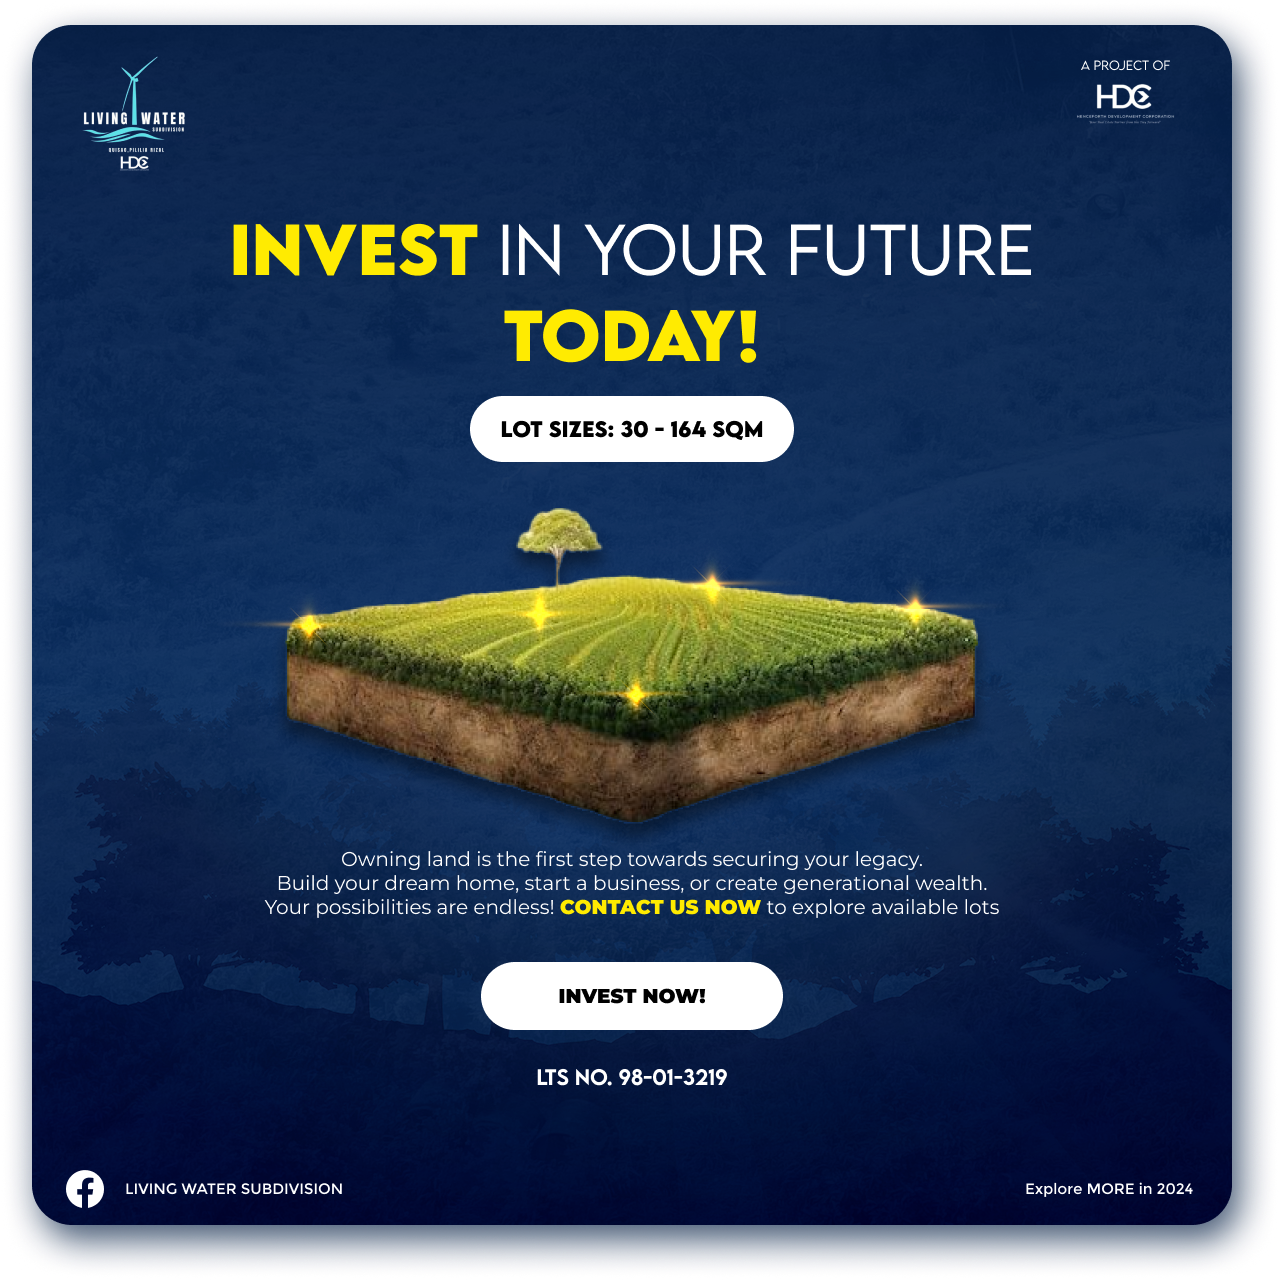 LIVING WATER
SUBDIVISION
QUISAO, PILILIA RIZAL
HDC
A PROJECT OF
HDC
HENCEFORTH DEVELOPMENT CORPORATION
INVEST IN YOUR FUTURE
TODAY!
LOT SIZES: 30 - 164 SQM
Owning land is the first step towards securing your legacy.
Build your dream home, start a business, or create generational wealth.
Your possibilities are endless! CONTACT US NOW to explore available lots
INVEST NOW!
LTS NO. 98-01-3219
LIVING WATER SUBDIVISION
Explore MORE in 2024